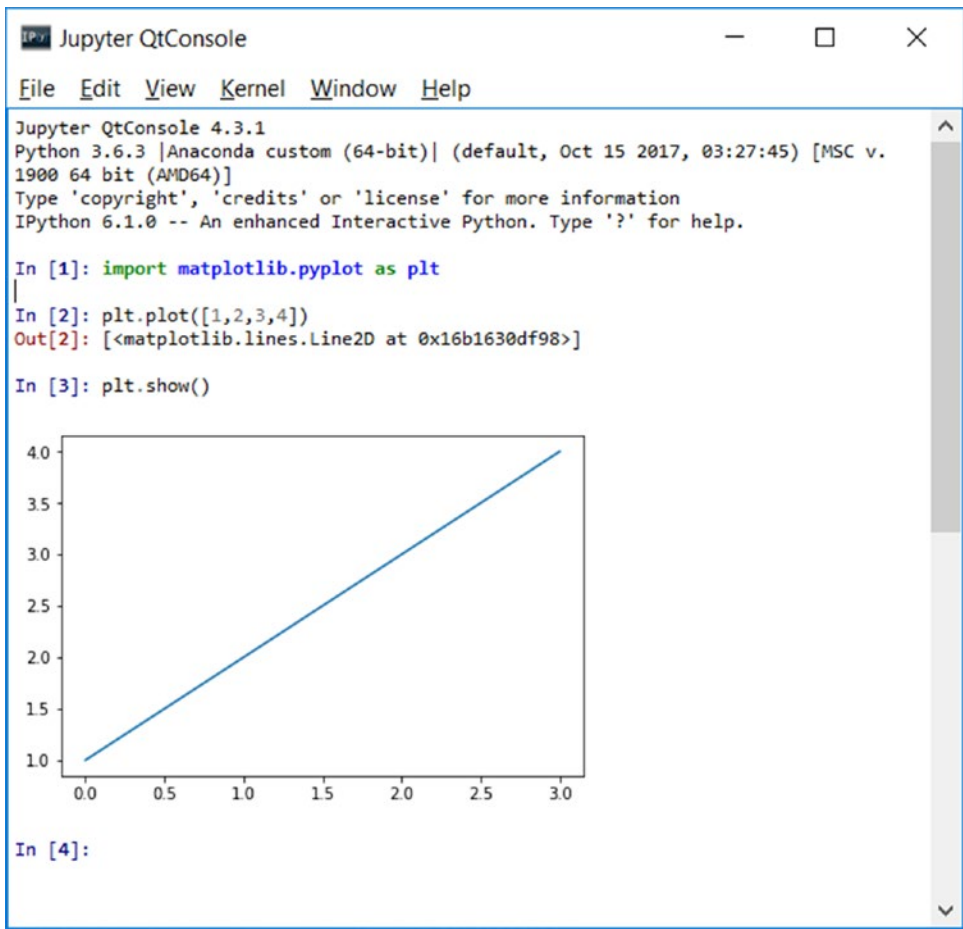 IPy Jupyter QtConsole
File Edit View Kernel Window Help
Jupyter QtConsole 4.3.1
Python 3.6.3 |Anaconda custom (64-bit)| (default, Oct 15 2017, 03:27:45) [MSC v.
1900 64 bit (AMD64)]
Type 'copyright', 'credits' or 'license' for more information
IPython 6.1.0 -- An enhanced Interactive Python. Type '?' for help.
In [1]: import matplotlib.pyplot as plt
In [2]: plt.plot([1,2,3,4])
Out[2]: [<matplotlib.lines.Line2D at 0x16b1630df98>]
In [3]: plt.show()
4.0
3.5
3.0
2.5
2.0
1.5
1.0
0.0 0.5 1.0 1.5 2.0 2.5 3.0
In [4]: